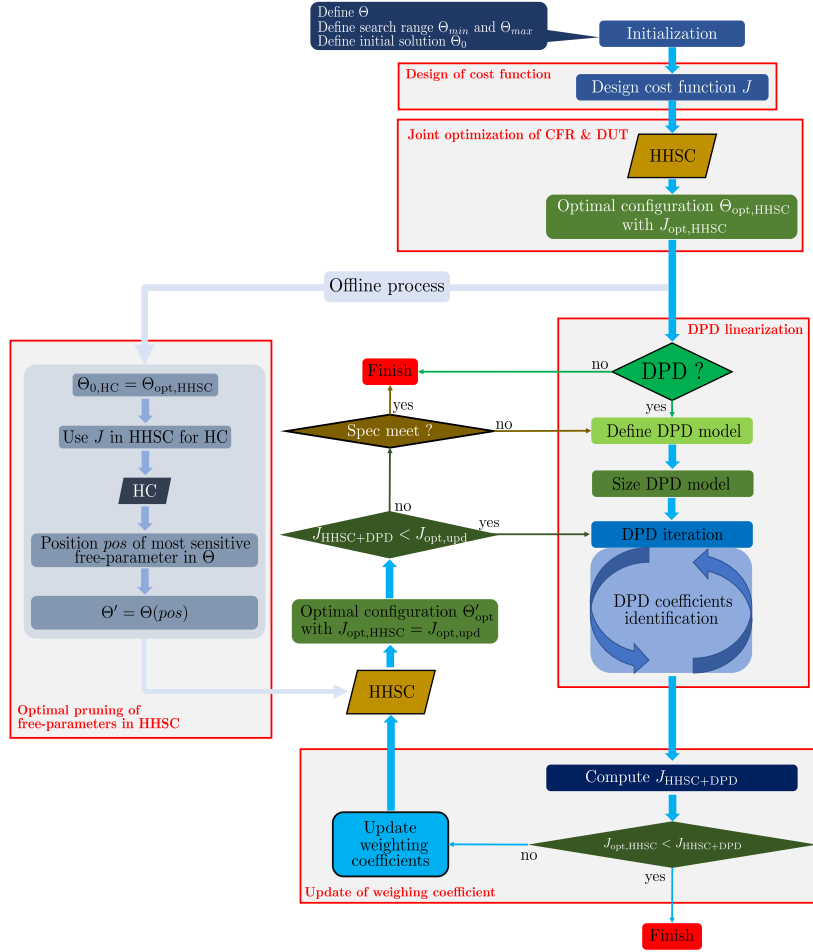 Define Θ
Define search range Θ_min and Θ_max
Define initial solution Θ_0
Initialization
Design of cost function
Design cost function J
Joint optimization of CFR & DUT
HHSC
Optimal configuration Θ_opt,HHSC
with J_opt,HHSC
Offline process
DPD linearization
Θ_0,HC = Θ_opt,HHSC
Use J in HHSC for HC
HC
Position pos of most sensitive
free-parameter in Θ
Θ′ = Θ(pos)
Optimal pruning of
free-parameters in HHSC
Finish
no
DPD ?
yes
yes
Spec meet ?
no
Define DPD model
Size DPD model
no
J_HHSC+DPD < J_opt,upd
yes
DPD iteration
DPD coefficients
identification
Optimal configuration Θ′_opt
with J_opt,HHSC = J_opt,upd
HHSC
Compute J_HHSC+DPD
Update
weighting
coefficients
no
J_opt,HHSC < J_HHSC+DPD
yes
Update of weighing coefficient
Finish